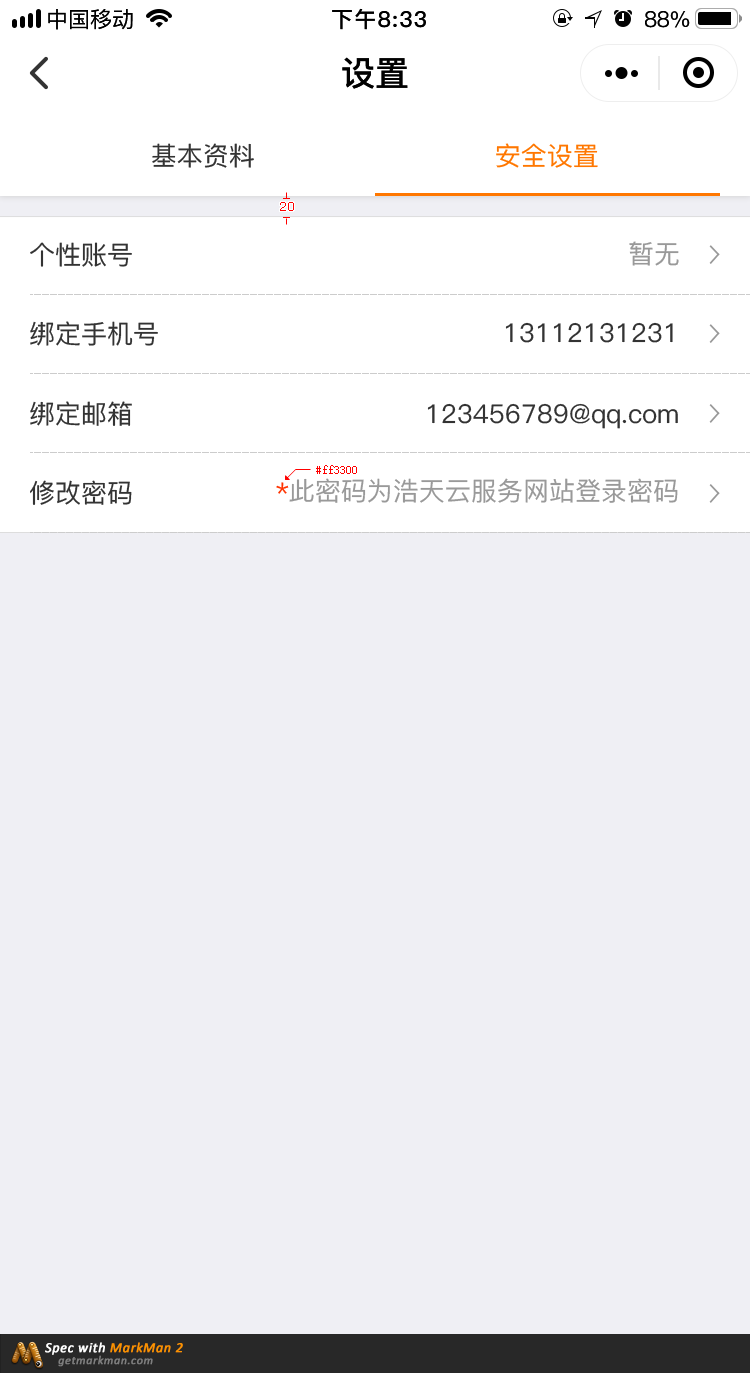 中国移动 下午8:33 88%
设置
基本资料 安全设置
20
个性账号 暂无
绑定手机号 13112131231
绑定邮箱 123456789@qq.com
#ff3300
修改密码 *此密码为浩天云服务网站登录密码
Spec with MarkMan 2
getmarkman.com